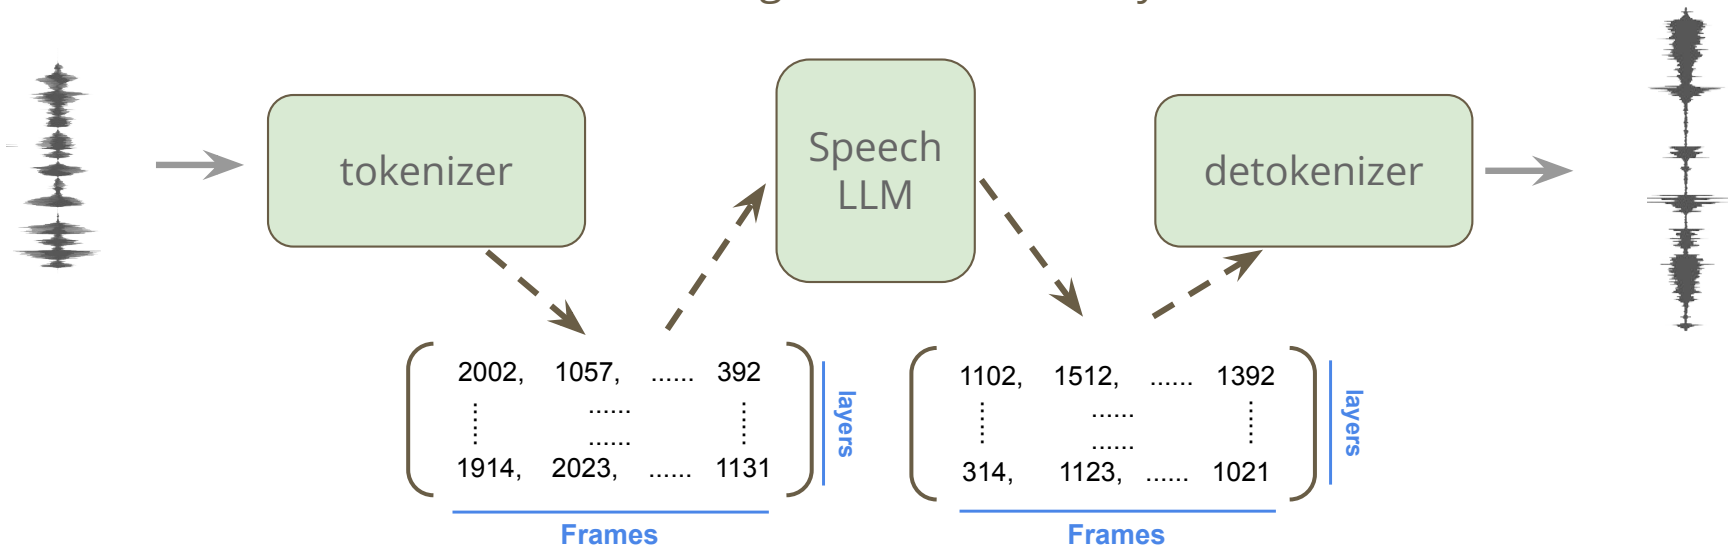 tokenizer
Speech
LLM
detokenizer
2002, 1057, ...... 392
......
......
1914, 2023, ...... 1131
layers
Frames
1102, 1512, ...... 1392
......
......
314, 1123, ...... 1021
layers
Frames